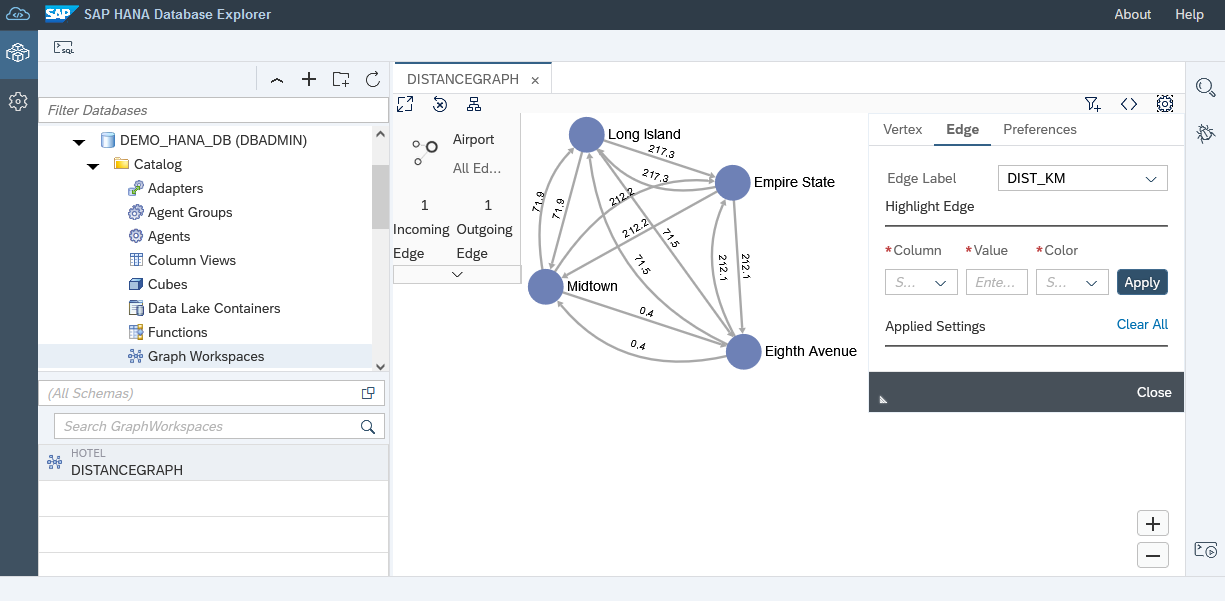 SAP SAP HANA Database Explorer
About Help
SQL
Filter Databases
DEMO_HANA_DB (DBADMIN)
Catalog
Adapters
Agent Groups
Agents
Column Views
Cubes
Data Lake Containers
Functions
Graph Workspaces
(All Schemas)
Search GraphWorkspaces
HOTEL
DISTANCEGRAPH
DISTANCEGRAPH
Airport
All Ed...
1 1
Incoming Outgoing
Edge Edge
Long Island
217.3
217.3
Empire State
71.9
71.9
212.2
212.2
71.5
71.5
212.1
212.1
Midtown
0.4
0.4
Eighth Avenue
Vertex Edge Preferences
Edge Label DIST_KM
Highlight Edge
*Column *Value *Color
S... Ente... S... Apply
Applied Settings Clear All
Close